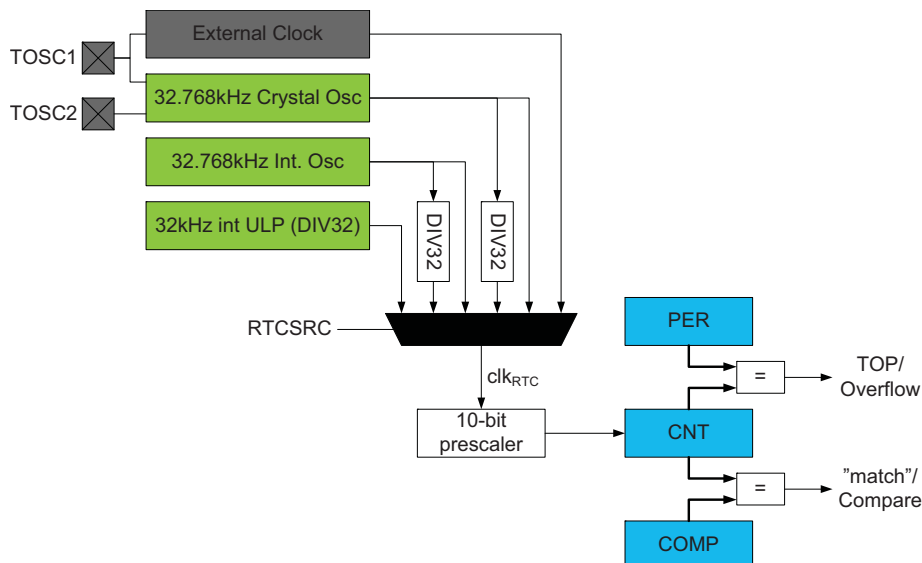 External Clock
TOSC1
32.768kHz Crystal Osc
TOSC2
32.768kHz Int. Osc
32kHz int ULP (DIV32)
DIV32
DIV32
RTCSRC
PER
TOP/
Overflow
=
clkRTC
10-bit
prescaler
CNT
=
"match"/
Compare
COMP